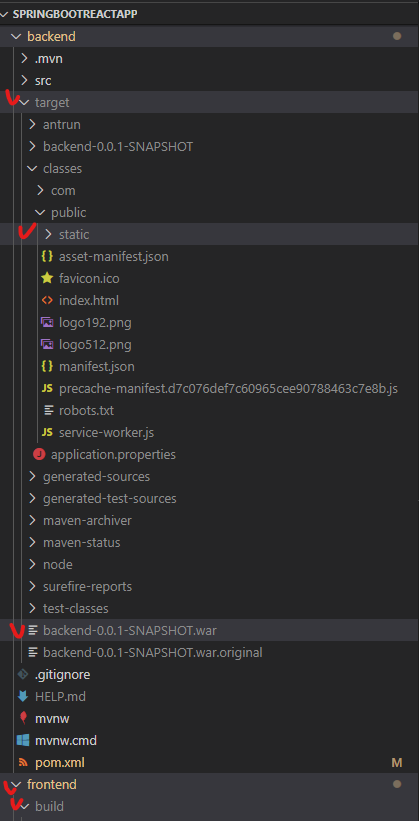 SPRINGBOOTREACTAPP
backend
.mvn
src
target
antrun
backend-0.0.1-SNAPSHOT
classes
com
public
static
{} asset-manifest.json
favicon.ico
<> index.html
logo192.png
logo512.png
{} manifest.json
JS precache-manifest.d7c076def7c60965cee90788463c7e8b.js
robots.txt
JS service-worker.js
J application.properties
generated-sources
generated-test-sources
maven-archiver
maven-status
node
surefire-reports
test-classes
backend-0.0.1-SNAPSHOT.war
backend-0.0.1-SNAPSHOT.war.original
.gitignore
HELP.md
mvnw
mvnw.cmd
pom.xml M
frontend
build